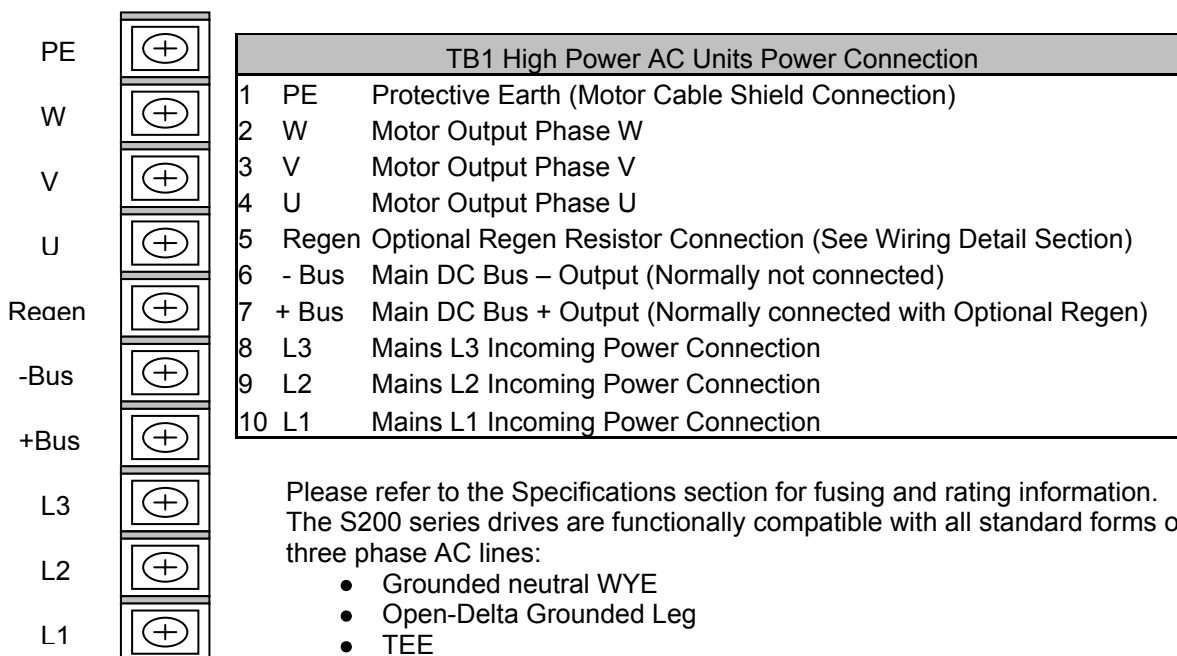 PE
W
V
U
Regen
-Bus
+Bus
L3
L2
L1
TB1 High Power AC Units Power Connection
1 PE Protective Earth (Motor Cable Shield Connection)
2 W Motor Output Phase W
3 V Motor Output Phase V
4 U Motor Output Phase U
5 Regen Optional Regen Resistor Connection (See Wiring Detail Section)
6 - Bus Main DC Bus – Output (Normally not connected)
7 + Bus Main DC Bus + Output (Normally connected with Optional Regen)
8 L3 Mains L3 Incoming Power Connection
9 L2 Mains L2 Incoming Power Connection
10 L1 Mains L1 Incoming Power Connection
Please refer to the Specifications section for fusing and rating information.
The S200 series drives are functionally compatible with all standard forms o
three phase AC lines:
● Grounded neutral WYE
● Open-Delta Grounded Leg
● TEE